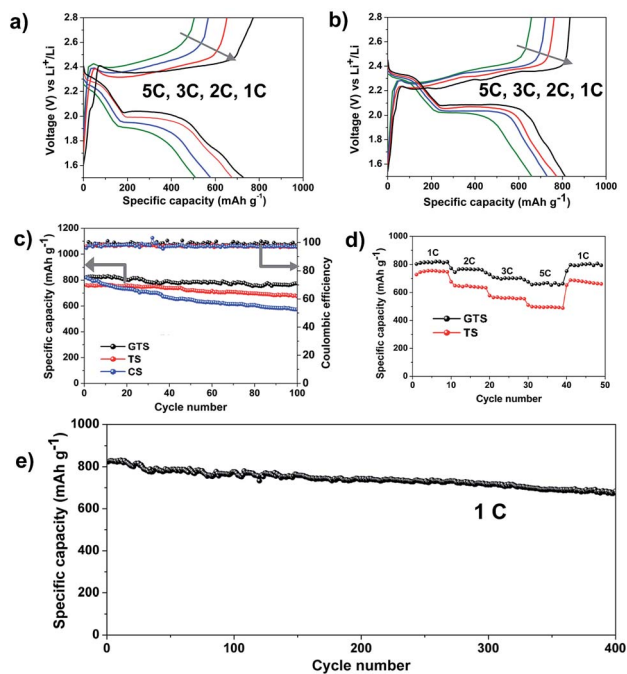 a)
2.8
2.6
2.4
2.2
2.0
1.8
1.6
Voltage (V) vs Li+/Li
5C, 3C, 2C, 1C
0 200 400 600 800 1000
Specific capacity (mAh g-1)
b)
2.8
2.6
2.4
2.2
2.0
1.8
1.6
Voltage (V) vs Li+/Li
5C, 3C, 2C, 1C
0 200 400 600 800 1000
Specific capacity (mAh g-1)
c)
1200
1000
800
600
400
200
0
Specific capacity (mAh g-1)
GTS
TS
CS
100
80
60
40
20
0
Coulombic efficiency
0 20 40 60 80 100
Cycle number
d)
1000
800
600
400
200
0
Specific capacity (mAh g-1)
1C 2C 3C 5C 1C
GTS
TS
0 10 20 30 40 50
Cycle number
e)
1000
800
600
400
200
0
Specific capacity (mAh g-1)
1 C
0 100 200 300 400
Cycle number